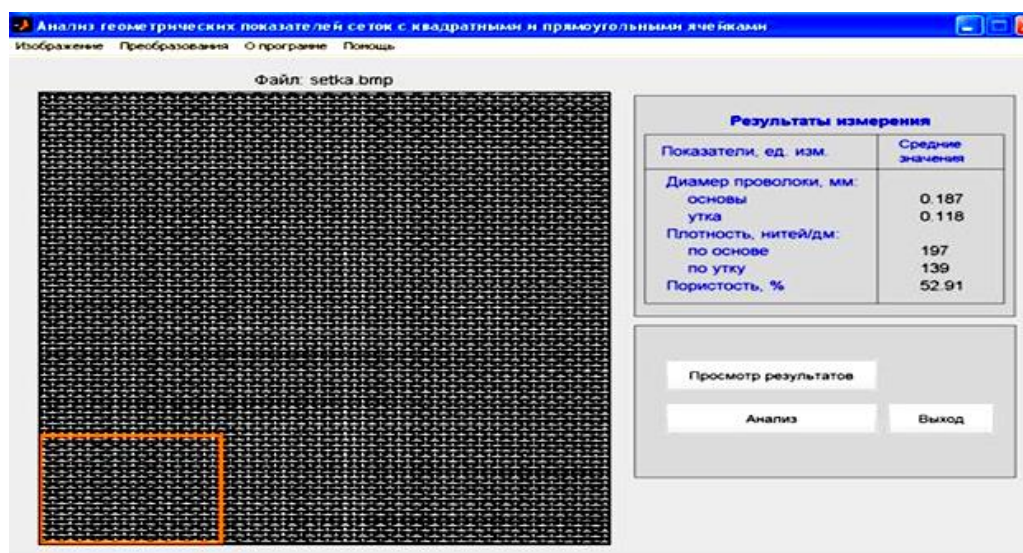 Анализ геометрических показателей сеток с квадратными и прямоугольными ячейками
Изображение Преобразования О программе Помощь
Файл: setka.bmp
Результаты измерения
Показатели, ед. изм. Средние значения
Диамер проволоки, мм:
основы 0.187
утка 0.118
Плотность, нитей/дм:
по основе 197
по утку 139
Пористость, % 52.91
Просмотр результатов
Анализ Выход